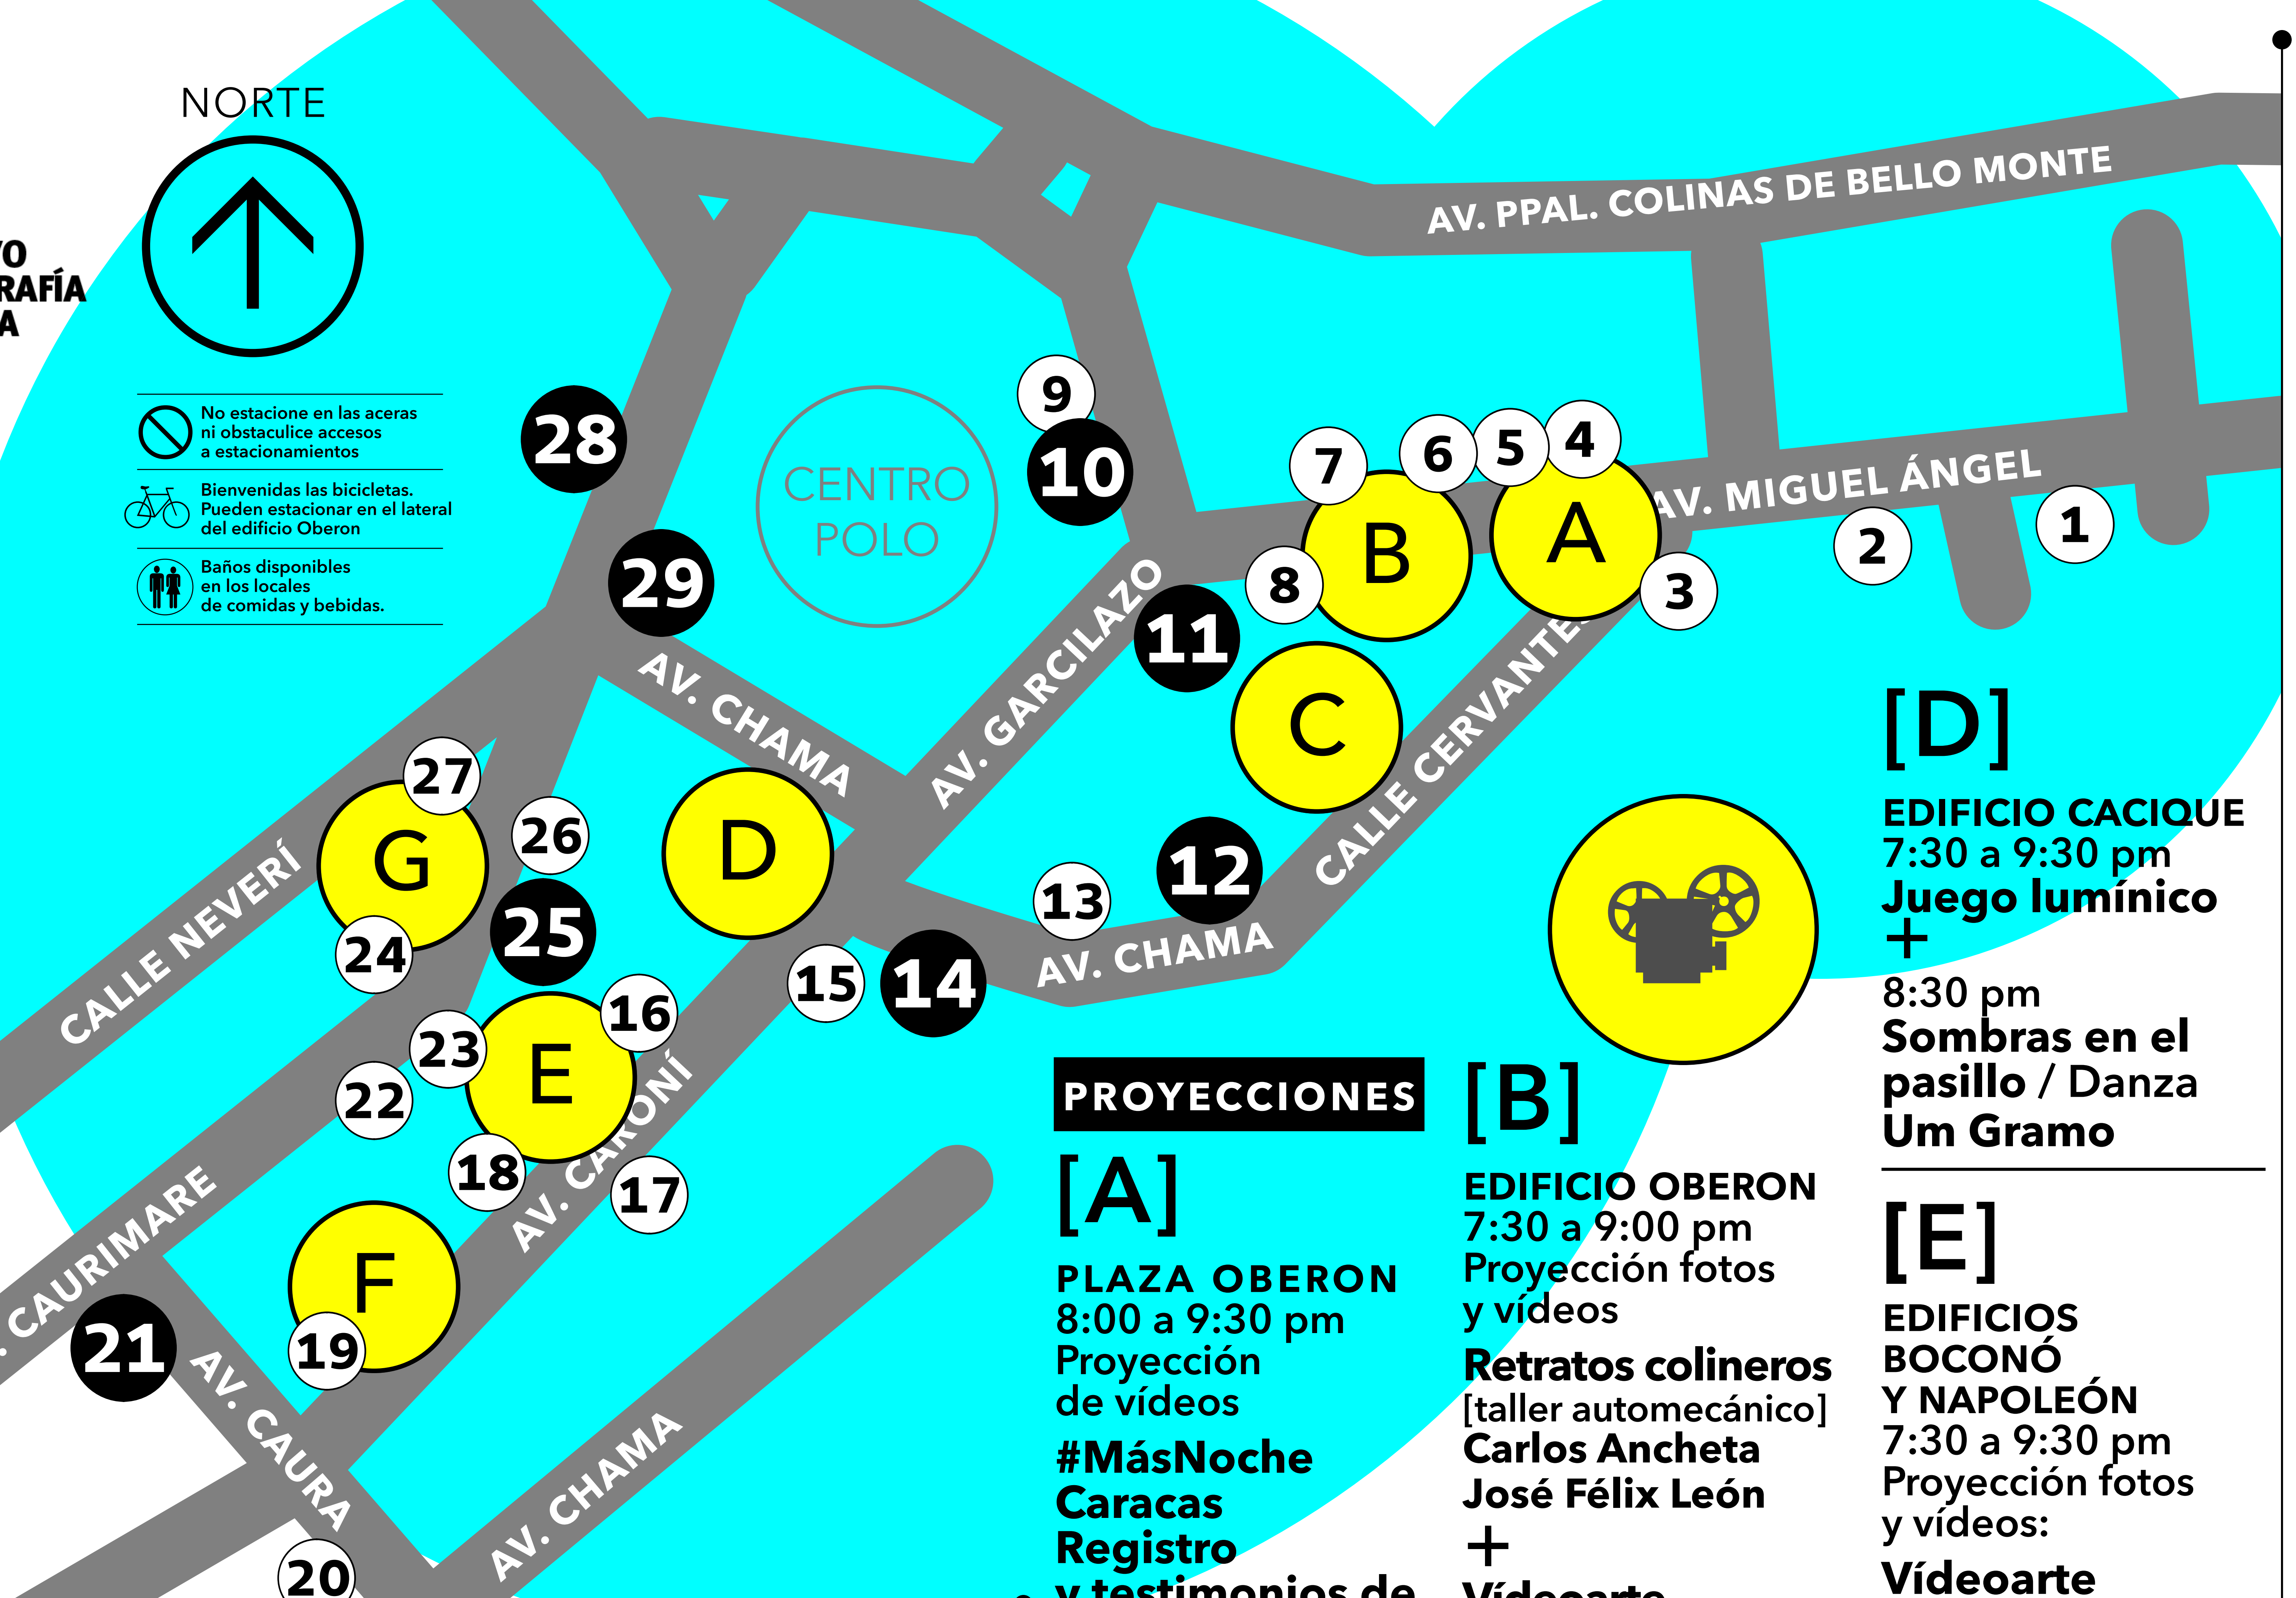 NORTE
No estacione en las aceras
ni obstaculice accesos
a estacionamientos
Bienvenidas las bicicletas.
Pueden estacionar en el lateral
del edificio Oberon
Baños disponibles
en los locales
de comidas y bebidas.
AV. PPAL. COLINAS DE BELLO MONTE
AV. MIGUEL ÁNGEL
CENTRO
POLO
AV. CHAMA
AV. GARCILAZO
CALLE CERVANTES
AV. CHAMA
CALLE NEVERÍ
AV. CARONÍ
CAURIMARE
AV. CAURA
AV. CHAMA
1
2
3
4
5
6
7
8
9
10
11
12
13
14
15
16
17
18
19
20
21
22
23
24
25
26
27
28
29
A
B
C
D
E
F
G
PROYECCIONES
[A]
PLAZA OBERON
8:00 a 9:30 pm
Proyección
de vídeos
#MásNoche
Caracas
Registro
y testimonios de
[B]
EDIFICIO OBERON
7:30 a 9:00 pm
Proyección fotos
y vídeos
Retratos colineros
[taller automecánico]
Carlos Ancheta
José Félix León
+
Vídeoarte
[D]
EDIFICIO CACIQUE
7:30 a 9:30 pm
Juego lumínico
+
8:30 pm
Sombras en el
pasillo / Danza
Um Gramo
[E]
EDIFICIOS
BOCONÓ
Y NAPOLEÓN
7:30 a 9:30 pm
Proyección fotos
y vídeos:
Vídeoarte